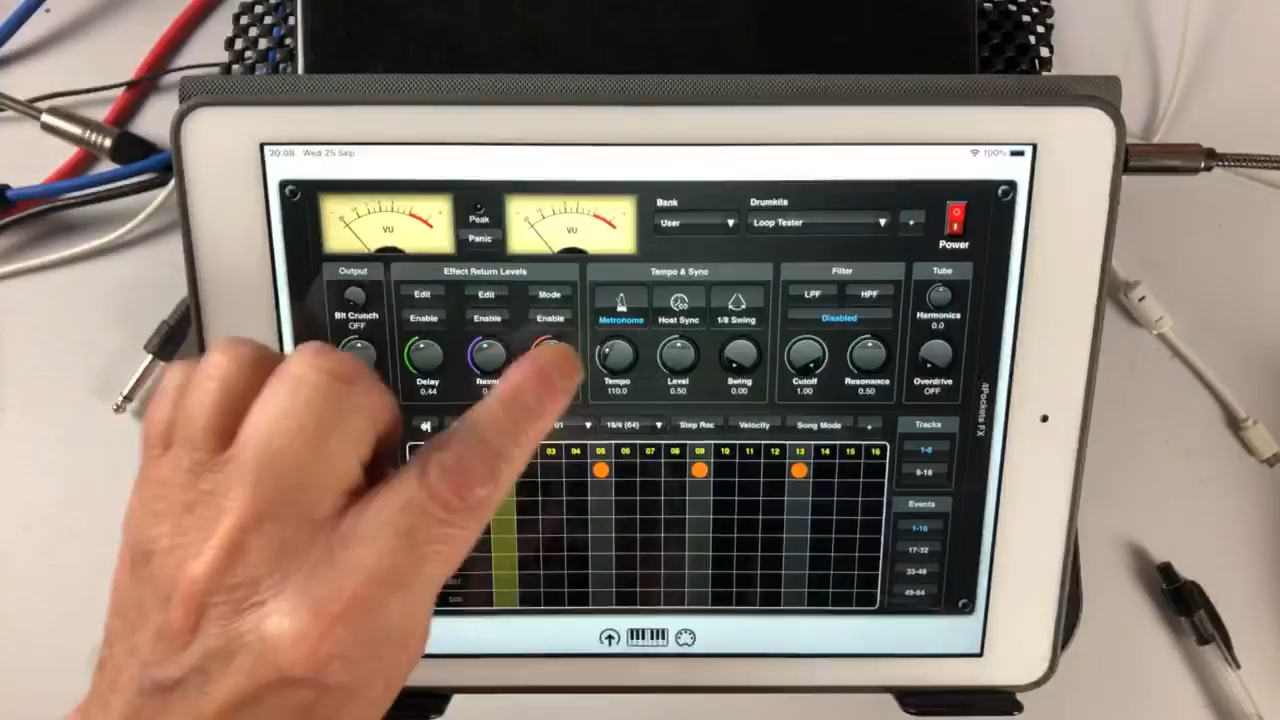 20:08 Wed 25 Sep
100%
Peak
VU
VU
Panic
Bank
User
Drumkits
Loop Tester
+
Power
Output
Effect Return Levels
Tempo & Sync
Filter
Tube
Edit
Edit
Mode
LPF
HPF
Bit Crunch
OFF
Enable
Enable
Enable
Metronome
Host Sync
1/8 Swing
Disabled
Harmonics
0.0
Delay
0.44
Tempo
110.0
Level
0.50
Swing
0.00
Cutoff
1.00
Resonance
0.50
Overdrive
OFF
4Pockets FX
01
16/4 (64)
Step Rec
Velocity
Song Mode
+
Tracks
03 04 05 06 07 08 09 10 11 12 13 14 15 16
1-8
9-16
Events
1-16
17-32
33-48
49-64